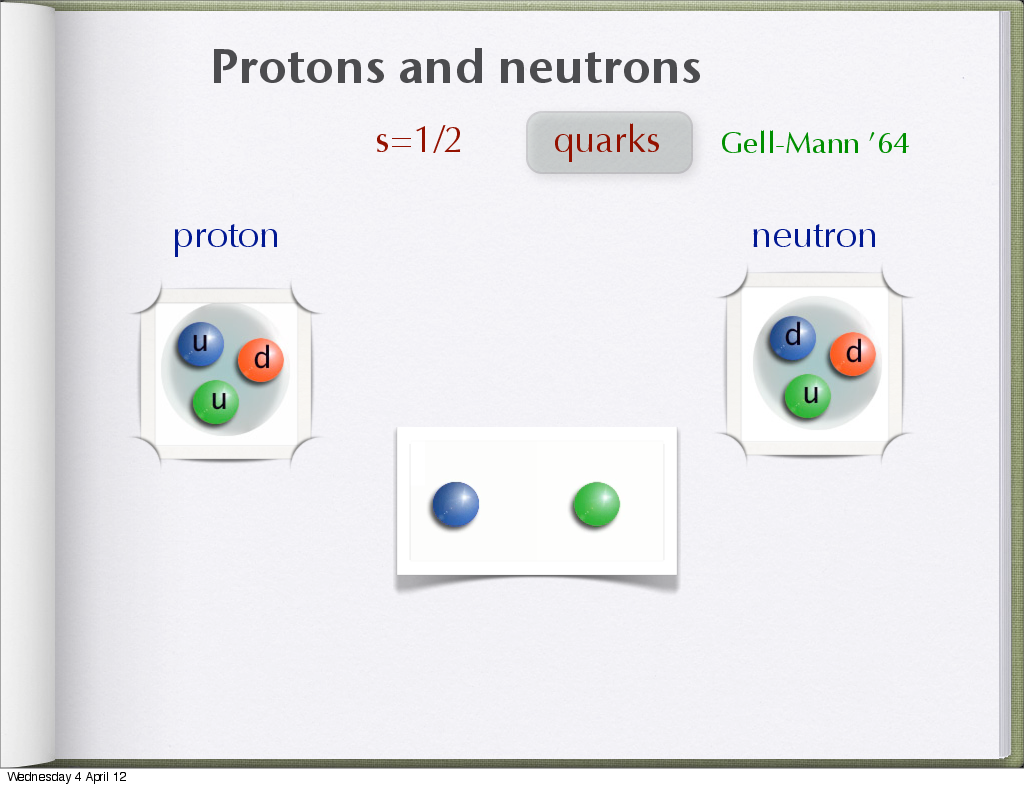 Protons and neutrons
s=1/2 quarks Gell-Mann ’64
proton neutron
u d u
d d u
Wednesday 4 April 12